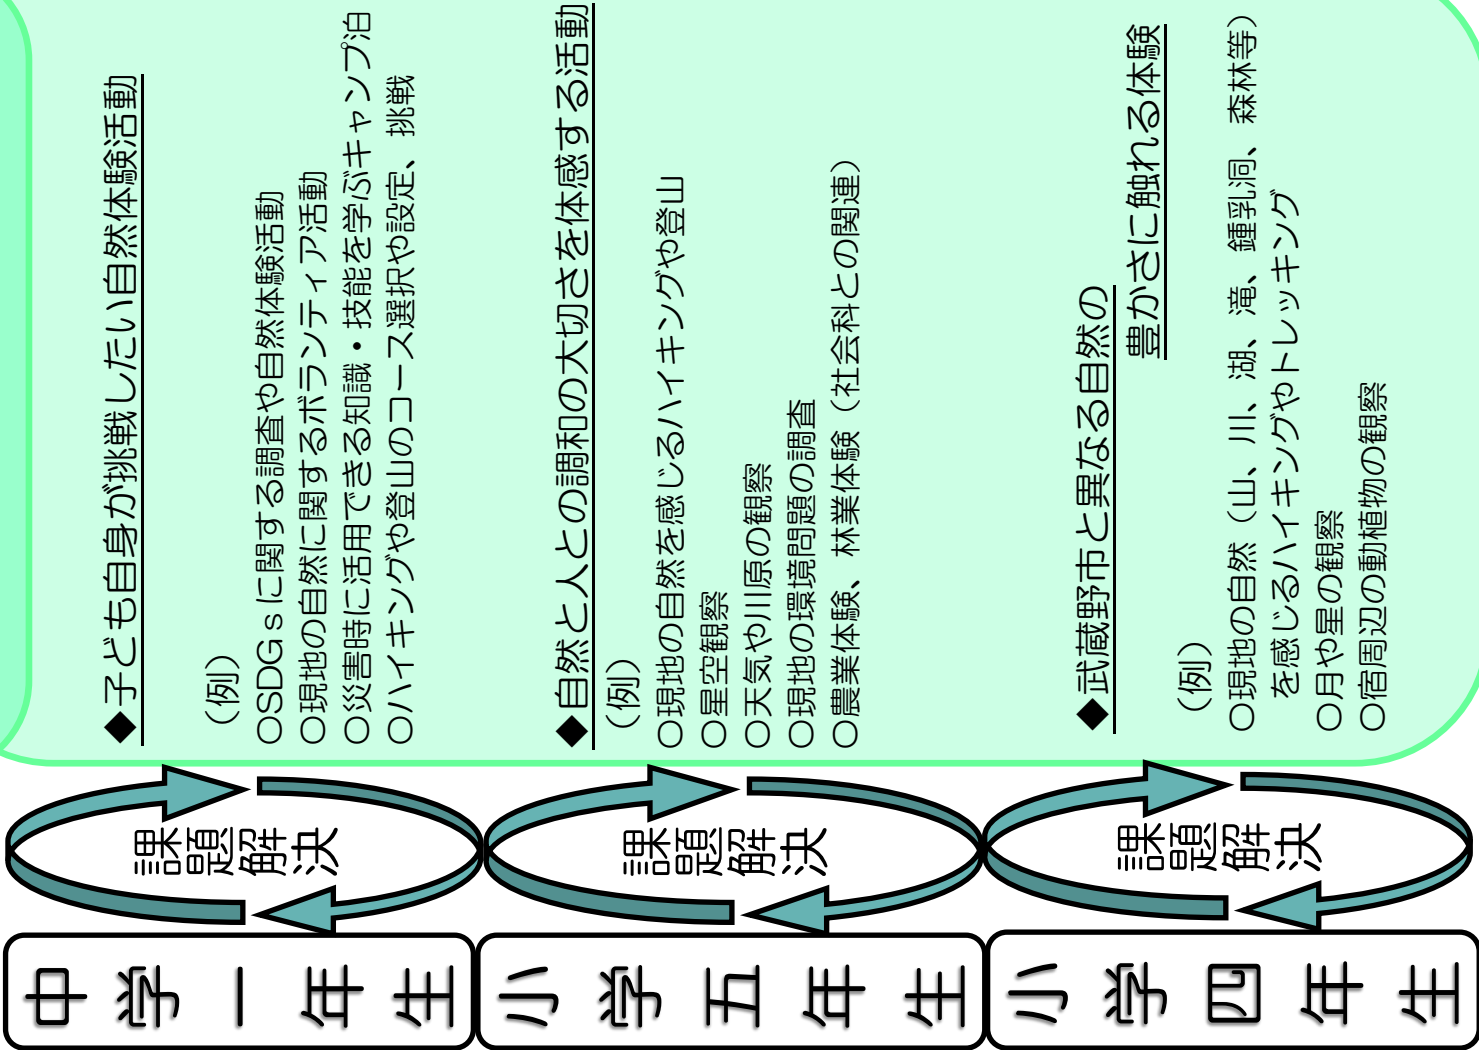 中学一年生
課題解決
◆子ども自身が挑戦したい自然体験活動
（例）
○SDGｓに関する調査や自然体験活動
○現地の自然に関するボランティア活動
○災害時に活用できる知識・技能を学ぶキャンプ泊
○ハイキングや登山のコース選択や設定、挑戦
小学五年生
課題解決
◆自然と人との調和の大切さを体感する活動
（例）
○現地の自然を感じるハイキングや登山
○星空観察
○天気や川原の観察
○現地の環境問題の調査
○農業体験、林業体験（社会科との関連）
小学四年生
課題解決
◆武蔵野市と異なる自然の
豊かさに触れる体験
（例）
○現地の自然（山、川、湖、滝、鍾乳洞、森林等）
を感じるハイキングやトレッキング
○月や星の観察
○宿周辺の動植物の観察